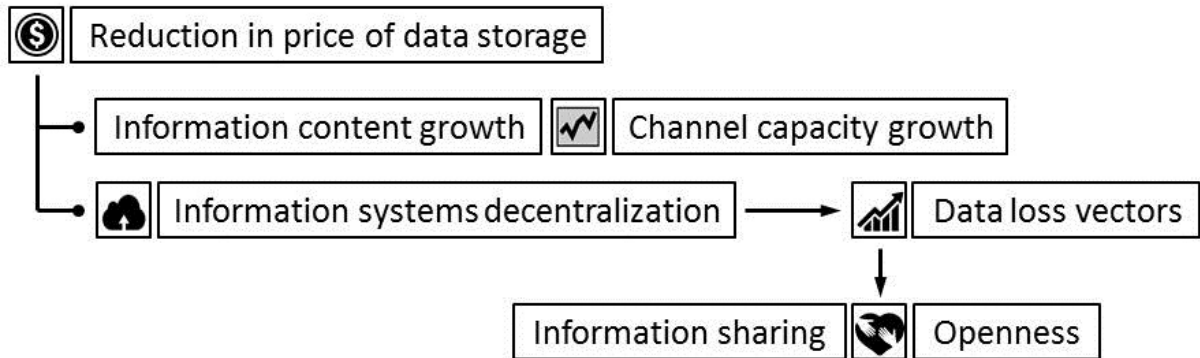 $ Reduction in price of data storage
Information content growth Channel capacity growth
Information systems decentralization Data loss vectors
Information sharing Openness